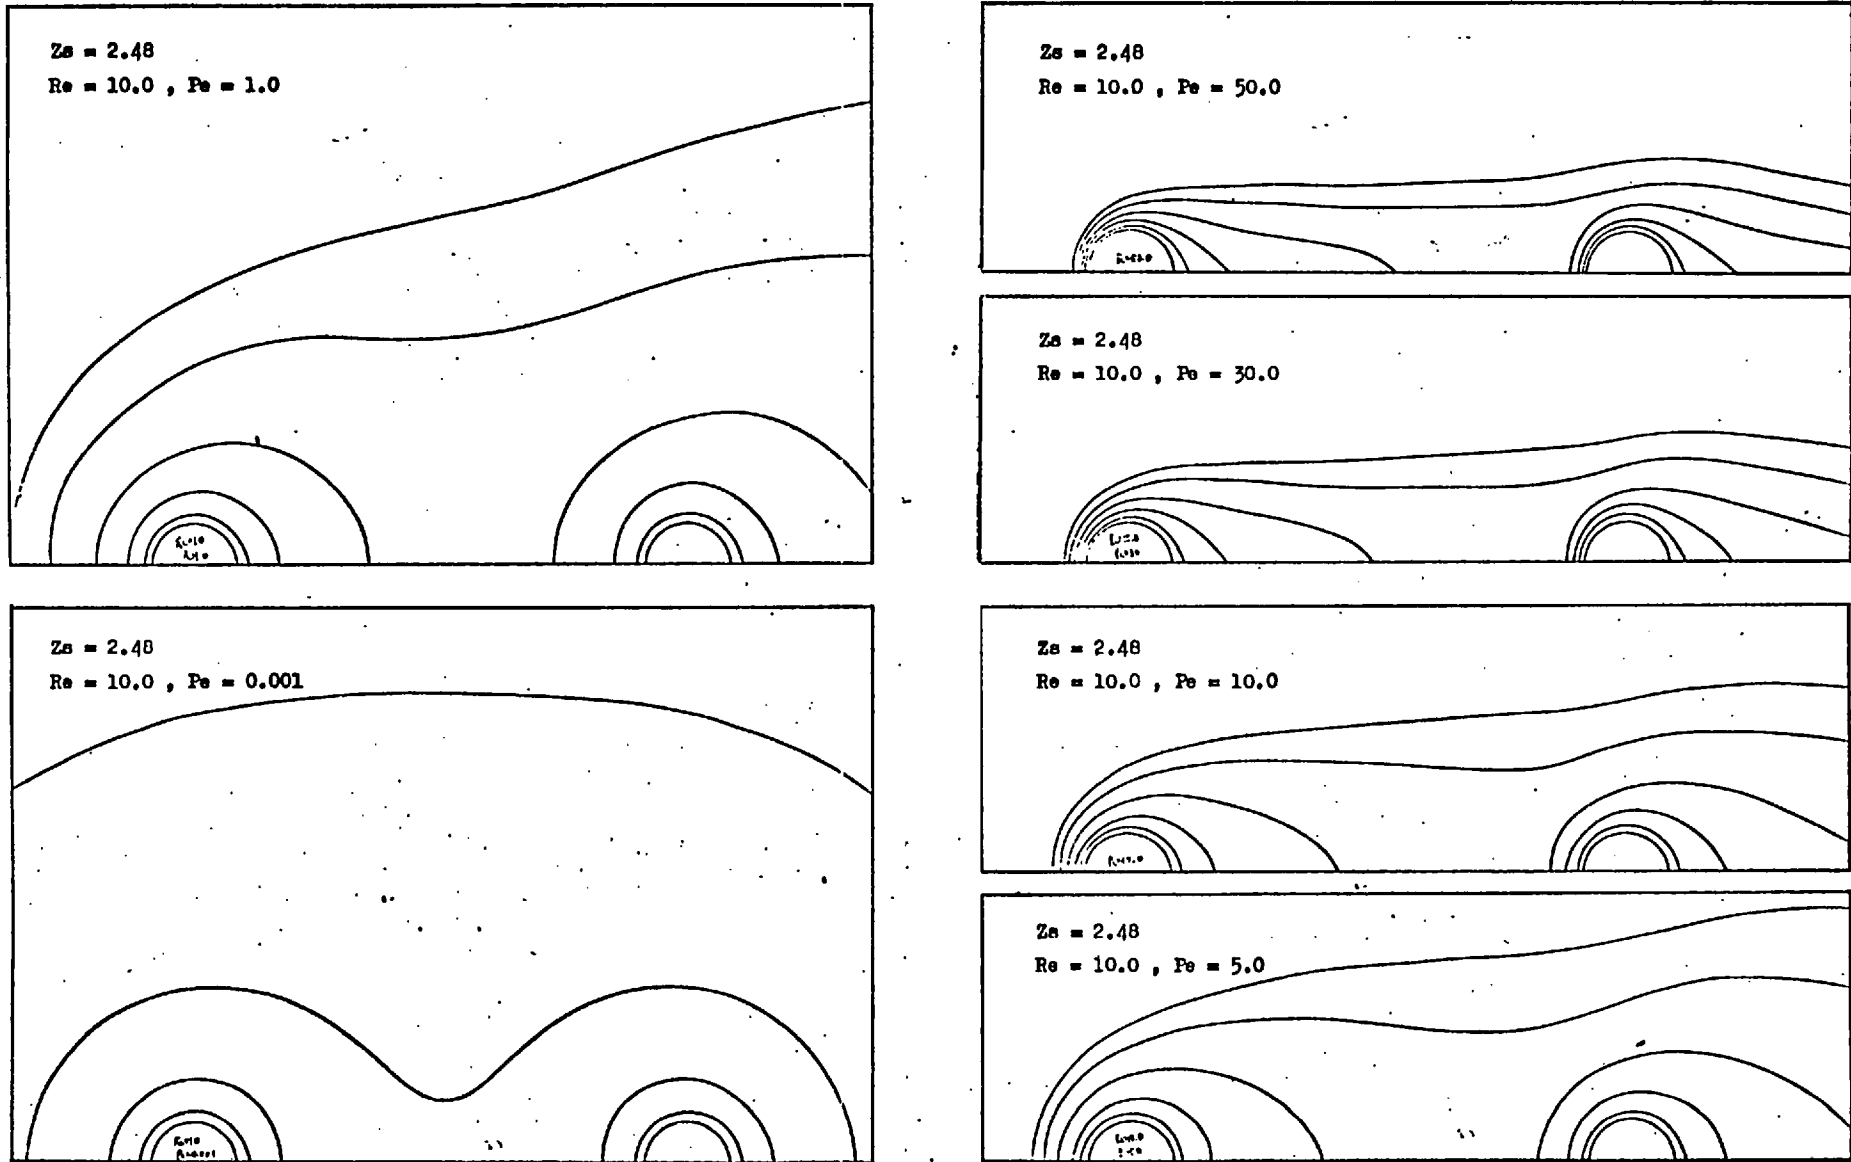 Zs = 2.48
Re = 10.0 , Pe = 1.0
Zs = 2.48
Re = 10.0 , Pe = 0.001
Zs = 2.48
Re = 10.0 , Pe = 50.0
Zs = 2.48
Re = 10.0 , Pe = 30.0
Zs = 2.48
Re = 10.0 , Pe = 10.0
Zs = 2.48
Re = 10.0 , Pe = 5.0